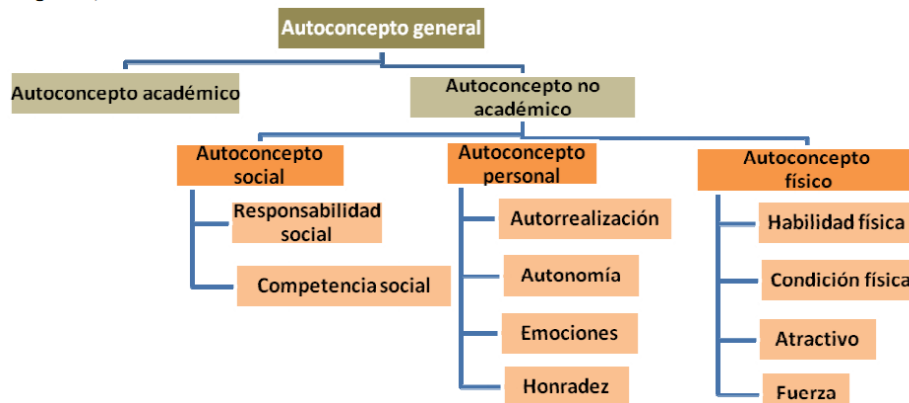 Autoconcepto general
Autoconcepto académico
Autoconcepto no
académico
Autoconcepto
social
Responsabilidad
social
Competencia social
Autoconcepto
personal
Autorrealización
Autonomía
Emociones
Honradez
Autoconcepto
físico
Habilidad física
Condición física
Atractivo
Fuerza